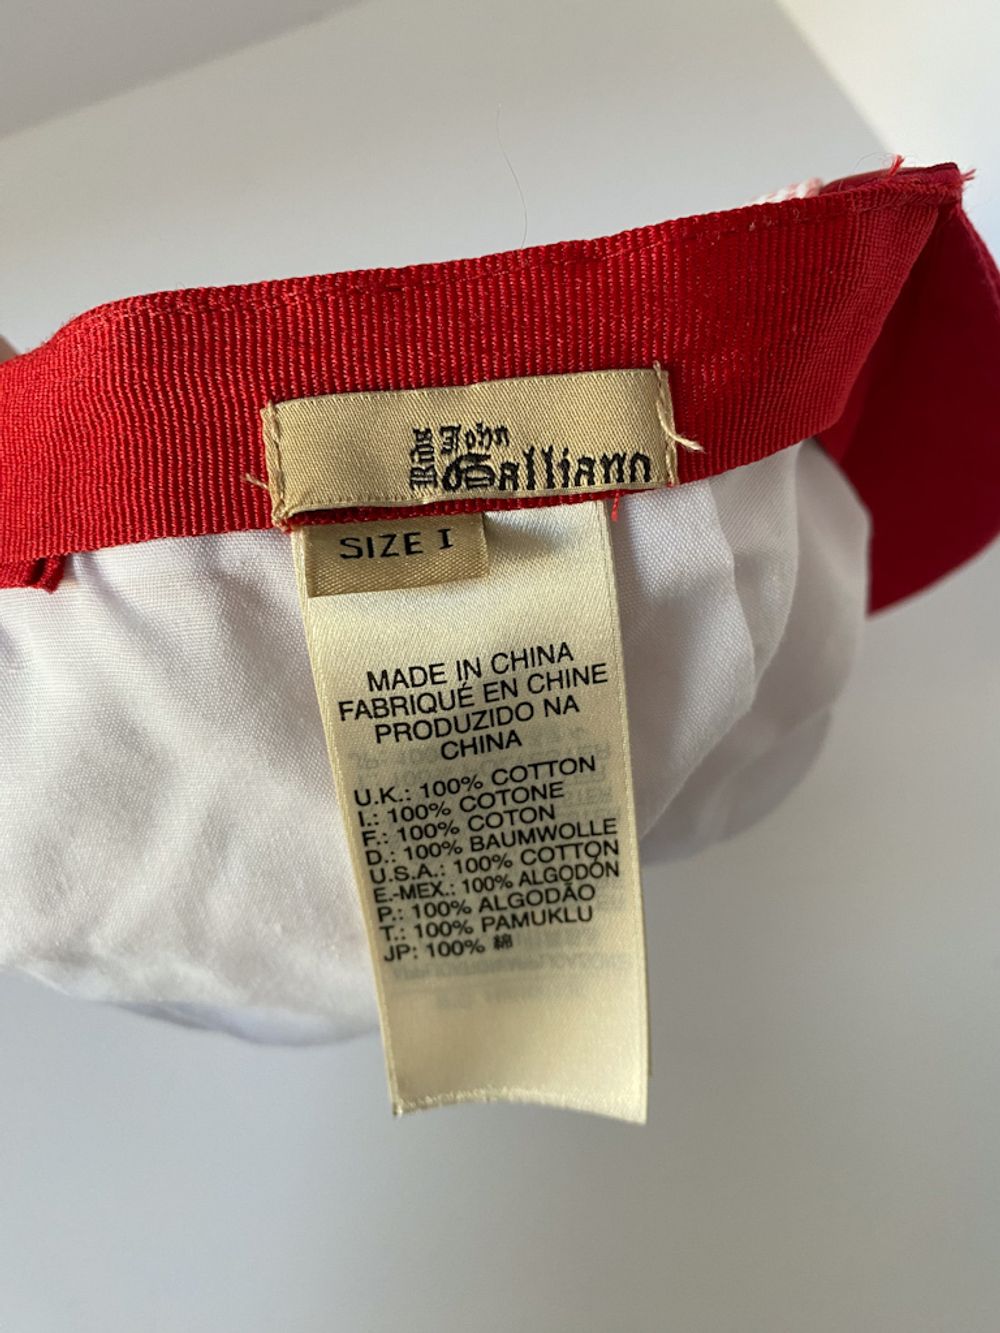 Kids John
Galliano
SIZE I
MADE IN CHINA
FABRIQUÉ EN CHINE
PRODUZIDO NA
CHINA
U.K.: 100% COTTON
I.: 100% COTONE
F.: 100% COTON
D.: 100% BAUMWOLLE
U.S.A.: 100% COTTON
E.-MEX.: 100% ALGODÓN
P.: 100% ALGODÃO
T.: 100% PAMUKLU
JP: 100% 綿